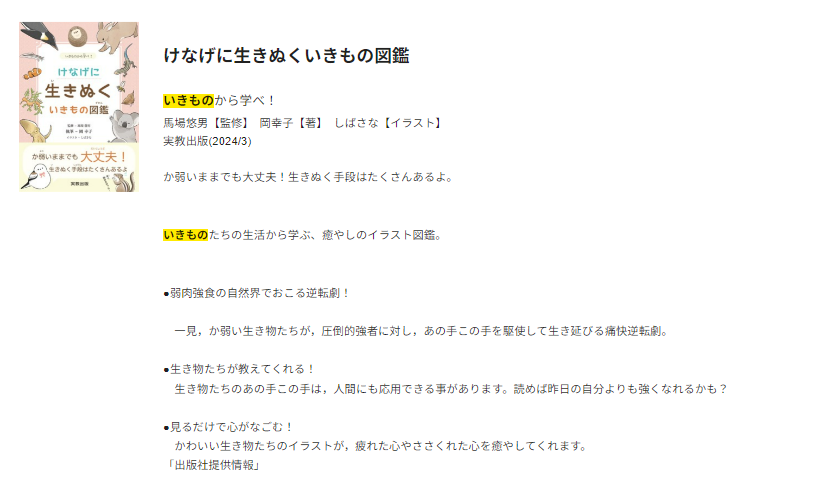 けなげに
生きぬく
いきもの図鑑
か弱いままでも大丈夫！
生きぬく手段はたくさんあるよ
実教出版
けなげに生きぬくいきもの図鑑
いきものから学べ！
馬場悠男【監修】 岡幸子【著】 しばさな【イラスト】
実教出版(2024/3)
か弱いままでも大丈夫！生きぬく手段はたくさんあるよ。
いきものたちの生活から学ぶ、癒やしのイラスト図鑑。
●弱肉強食の自然界でおこる逆転劇！
一見，か弱い生き物たちが，圧倒的強者に対し，あの手この手を駆使して生き延びる痛快逆転劇。
●生き物たちが教えてくれる！
生き物たちのあの手この手は，人間にも応用できる事があります。読めば昨日の自分よりも強くなれるかも？
●見るだけで心がなごむ！
かわいい生き物たちのイラストが，疲れた心やささくれた心を癒やしてくれます。
「出版社提供情報」